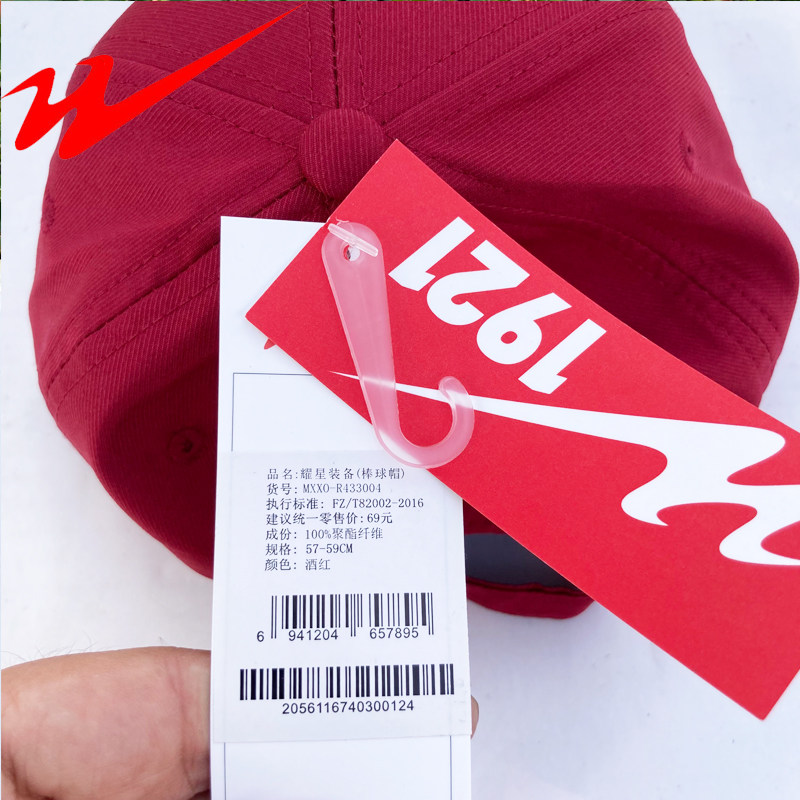 1921
品名:耀星装备(棒球帽)
货号: MXXO-R433004
执行标准: FZ/T82002-2016
建议统一零售价:69元
成份: 100%聚酯纤维
规格: 57-59CM
颜色: 酒红
6 941204 657895
2056116740300124